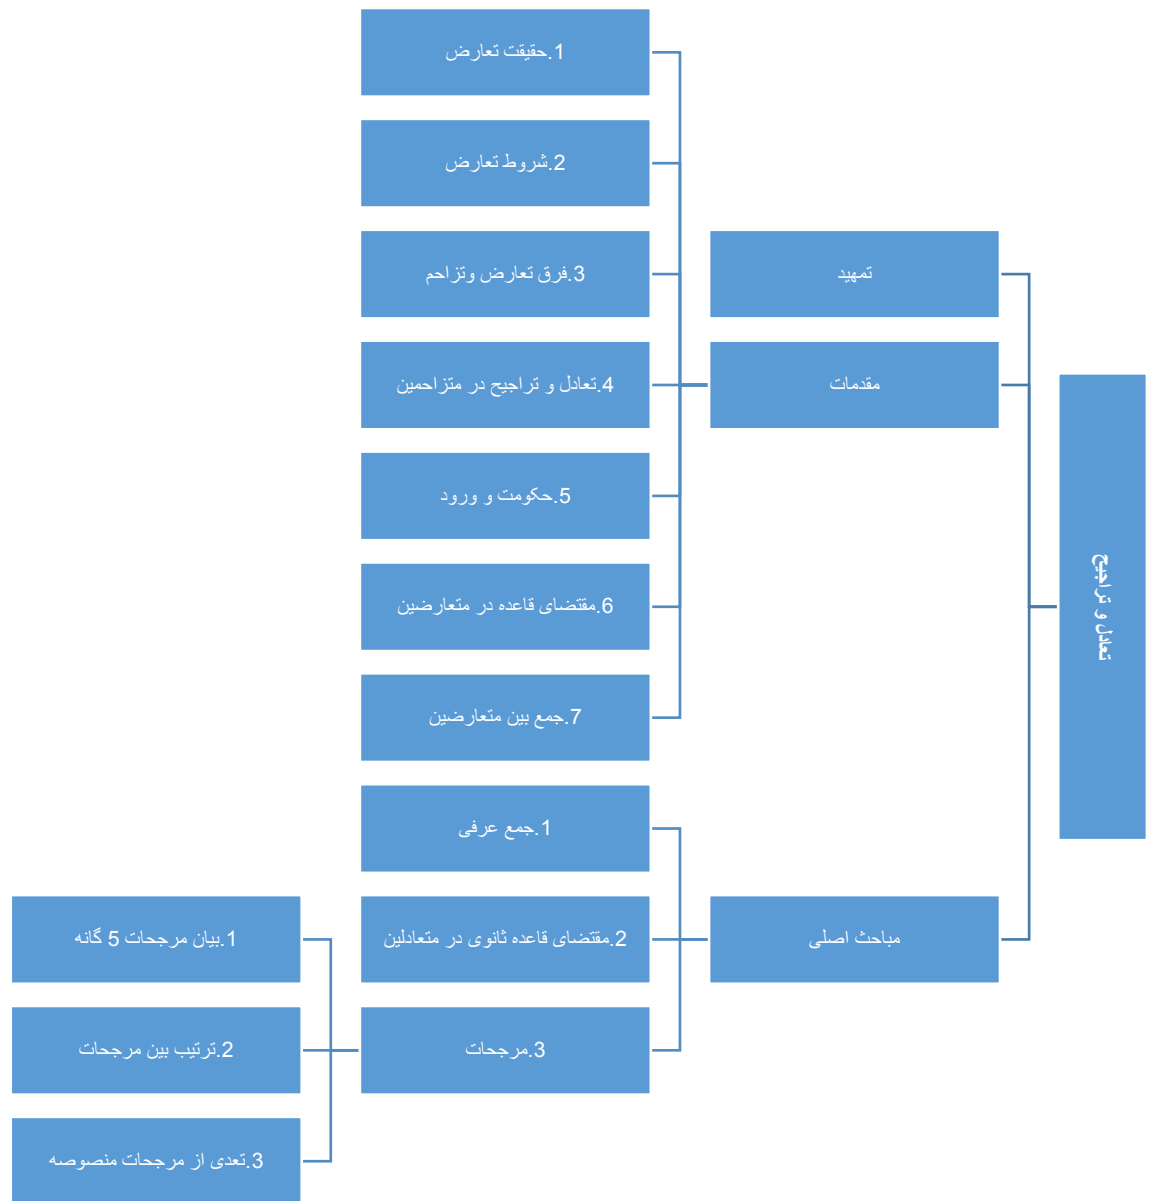 تعادل و تراجیح
تمهید
مقدمات
1.حقیقت تعارض
2.شروط تعارض
3.فرق تعارض وتزاحم
4.تعادل و تراجیح در متزاحمین
5.حکومت و ورود
6.مقتضای قاعده در متعارضین
7.جمع بین متعارضین
مباحث اصلی
1.جمع عرفی
2.مقتضای قاعده ثانوی در متعادلین
3.مرجحات
1.بیان مرجحات 5 گانه
2.ترتیب بین مرجحات
3.تعدی از مرجحات منصوصه